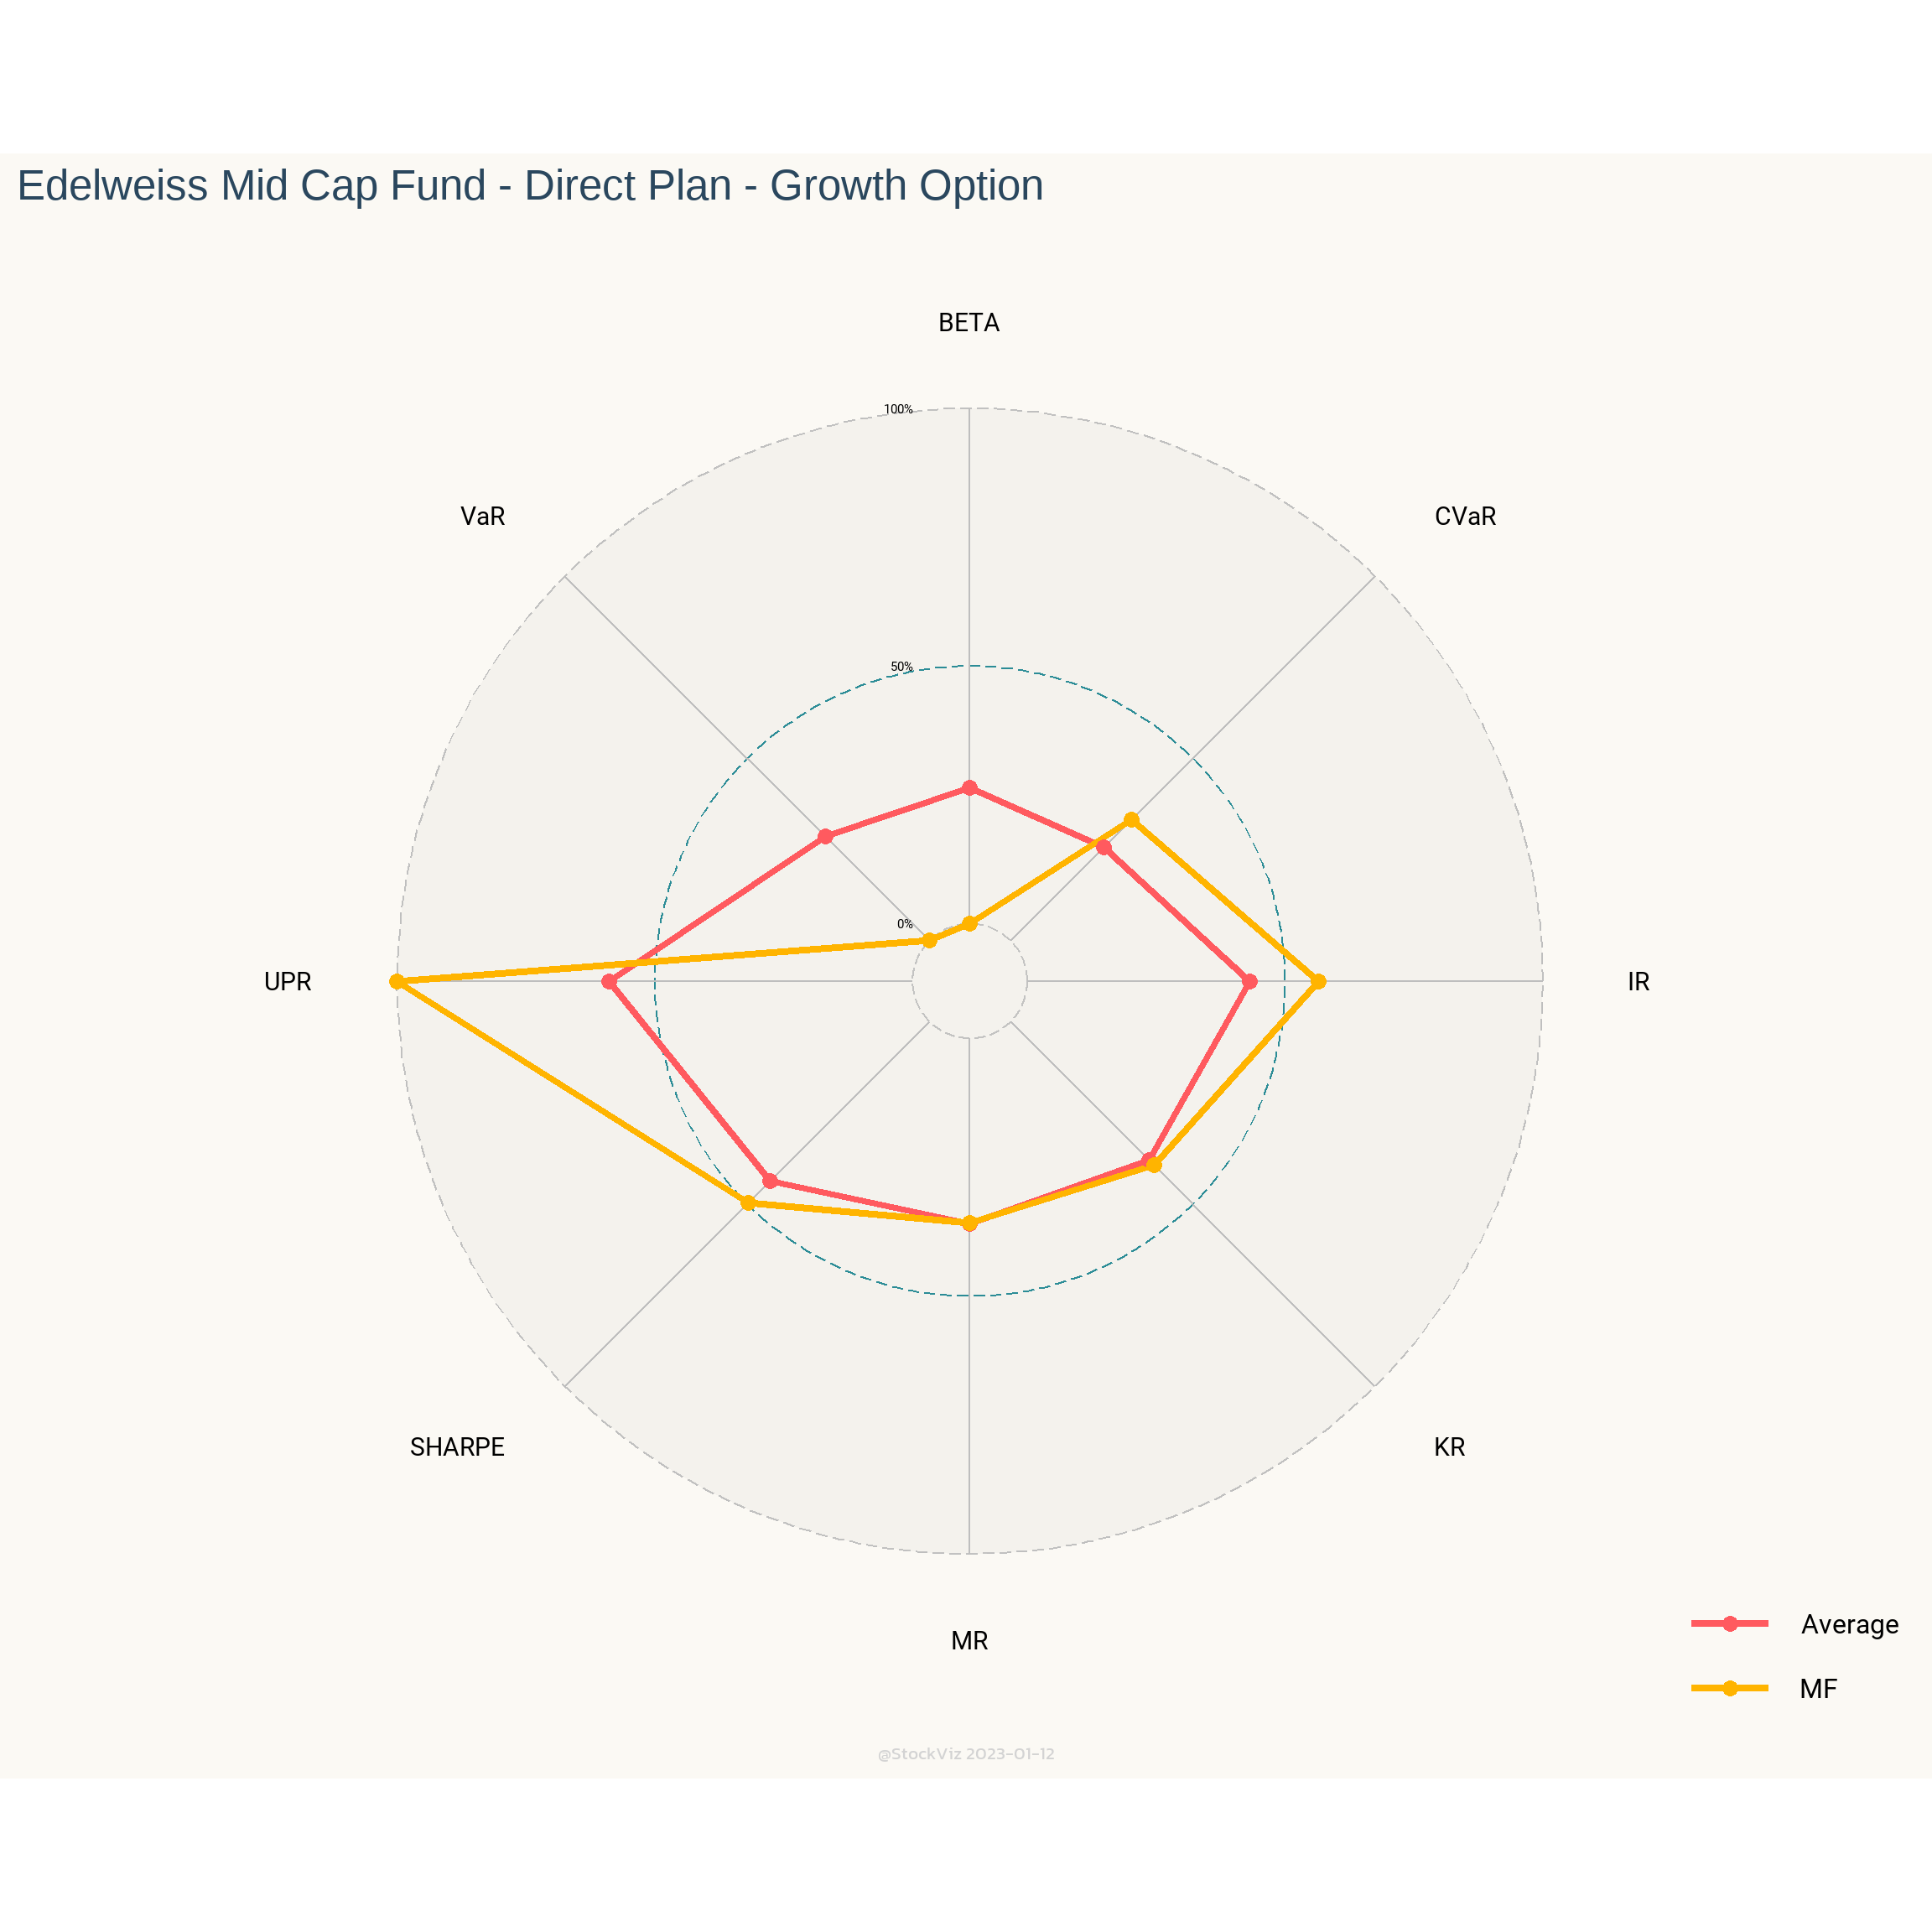 Edelweiss Mid Cap Fund - Direct Plan - Growth Option
BETA
100%
VaR
CVaR
50%
0%
UPR
IR
SHARPE
KR
MR
Average
MF
@StockViz 2023-01-12